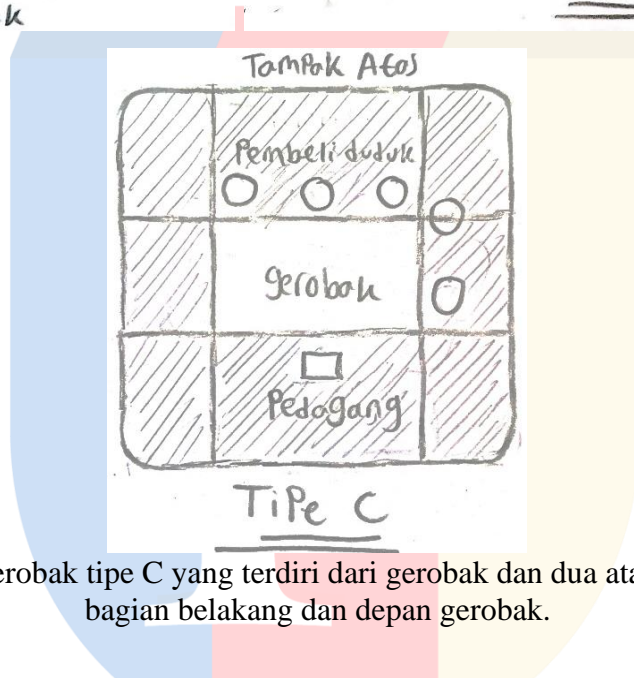 Tampak Atas
Pembeli duduk
gerobak
Pedagang
TiPe C
erobak tipe C yang terdiri dari gerobak dan dua ata
bagian belakang dan depan gerobak.